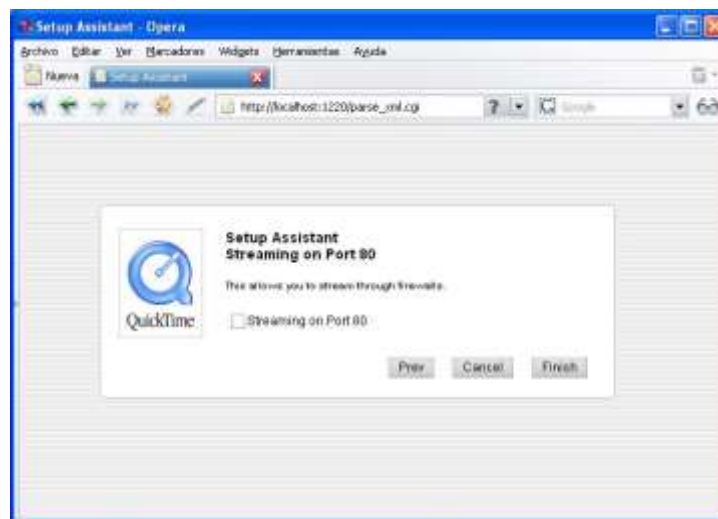 Setup Assistant - Opera
Archivo Editar Ver Marcadores Widgets Herramientas Ayuda
Nueva Setup Assistant
http://localhost:1220/parse_xml.cgi ? Google
Setup Assistant
Streaming on Port 80
This allows you to stream through firewalls.
QuickTime
Streaming on Port 80
Prev Cancel Finish